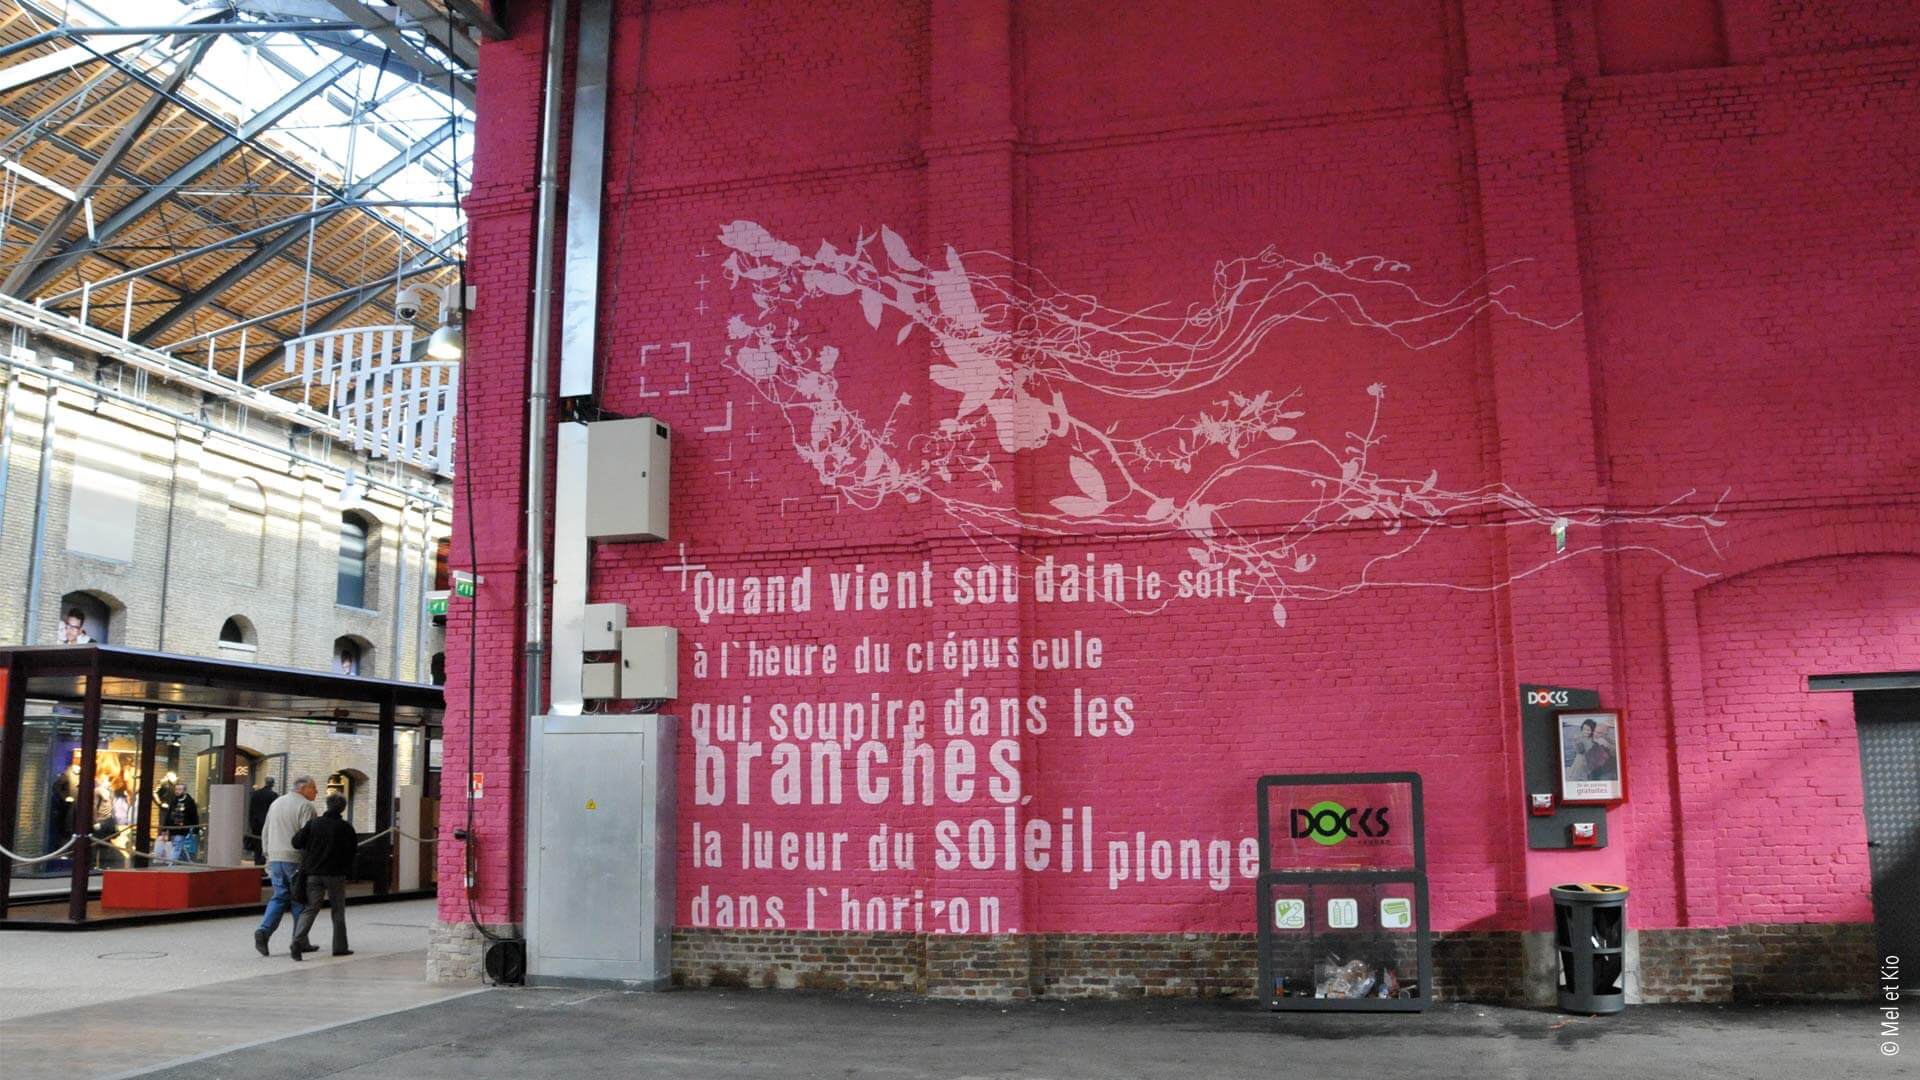 Quand vient soudain le soir,
à l'heure du crépuscule
qui soupire dans les
branches,
la lueur du soleil plonge
dans l'horizon.
DOCKS
DOCKS
gratuites
© Mel et Kio